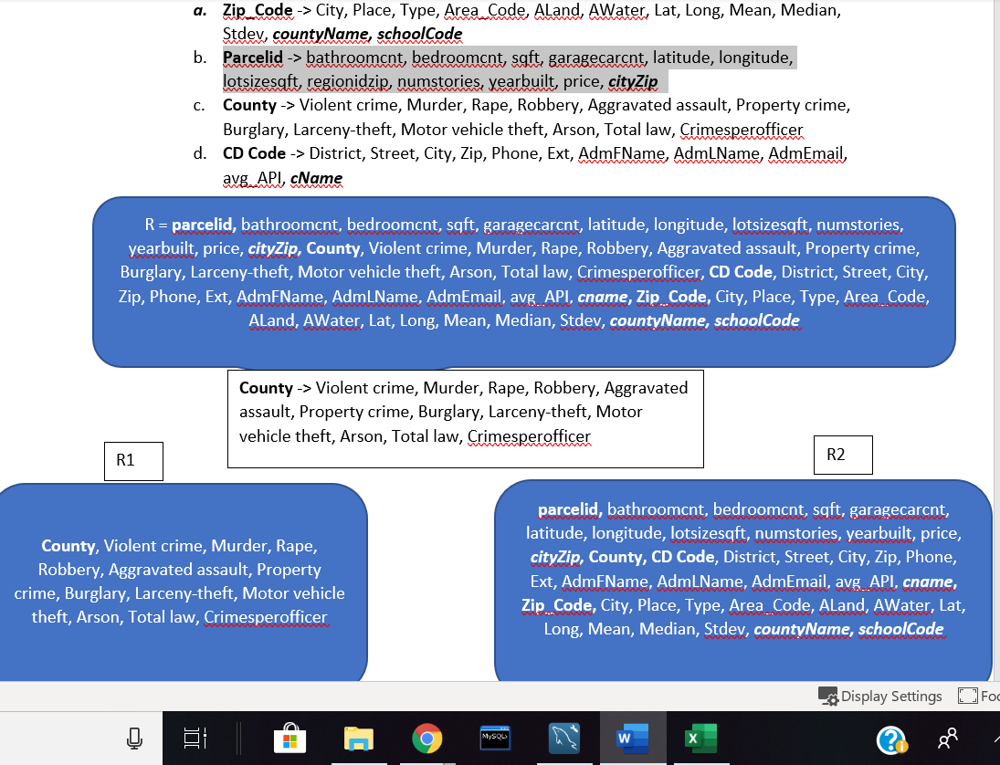 a. Zip_Code -> City, Place, Type, Area_Code, ALand, AWater, Lat, Long, Mean, Median,
Stdev, countyName, schoolCode
b. Parcelid -> bathroomcnt, bedroomcnt, sqft, garagecarcnt, latitude, longitude,
lotsizesqft, regionidzip, numstories, yearbuilt, price, cityZip
c. County -> Violent crime, Murder, Rape, Robbery, Aggravated assault, Property crime,
Burglary, Larceny-theft, Motor vehicle theft, Arson, Total law, Crimesperofficer
d. CD Code -> District, Street, City, Zip, Phone, Ext, AdmFName, AdmLName, AdmEmail,
avg_API, cName
R = parcelid, bathroomcnt, bedroomcnt, sqft, garagecarcnt, latitude, longitude, lotsizesqft, numstories,
yearbuilt, price, cityZip, County, Violent crime, Murder, Rape, Robbery, Aggravated assault, Property crime,
Burglary, Larceny-theft, Motor vehicle theft, Arson, Total law, Crimesperofficer, CD Code, District, Street, City,
Zip, Phone, Ext, AdmFName, AdmLName, AdmEmail, avg_API, cname, Zip_Code, City, Place, Type, Area_Code,
ALand, AWater, Lat, Long, Mean, Median, Stdev, countyName, schoolCode
County -> Violent crime, Murder, Rape, Robbery, Aggravated
assault, Property crime, Burglary, Larceny-theft, Motor
vehicle theft, Arson, Total law, Crimesperofficer
R1
R2
County, Violent crime, Murder, Rape,
Robbery, Aggravated assault, Property
crime, Burglary, Larceny-theft, Motor vehicle
theft, Arson, Total law, Crimesperofficer
parcelid, bathroomcnt, bedroomcnt, sqft, garagecarcnt,
latitude, longitude, lotsizesqft, numstories, yearbuilt, price,
cityZip, County, CD Code, District, Street, City, Zip, Phone,
Ext, AdmFName, AdmLName, AdmEmail, avg_API, cname,
Zip_Code, City, Place, Type, Area_Code, ALand, AWater, Lat,
Long, Mean, Median, Stdev, countyName, schoolCode
Display Settings
Foc
MySQL
W
X